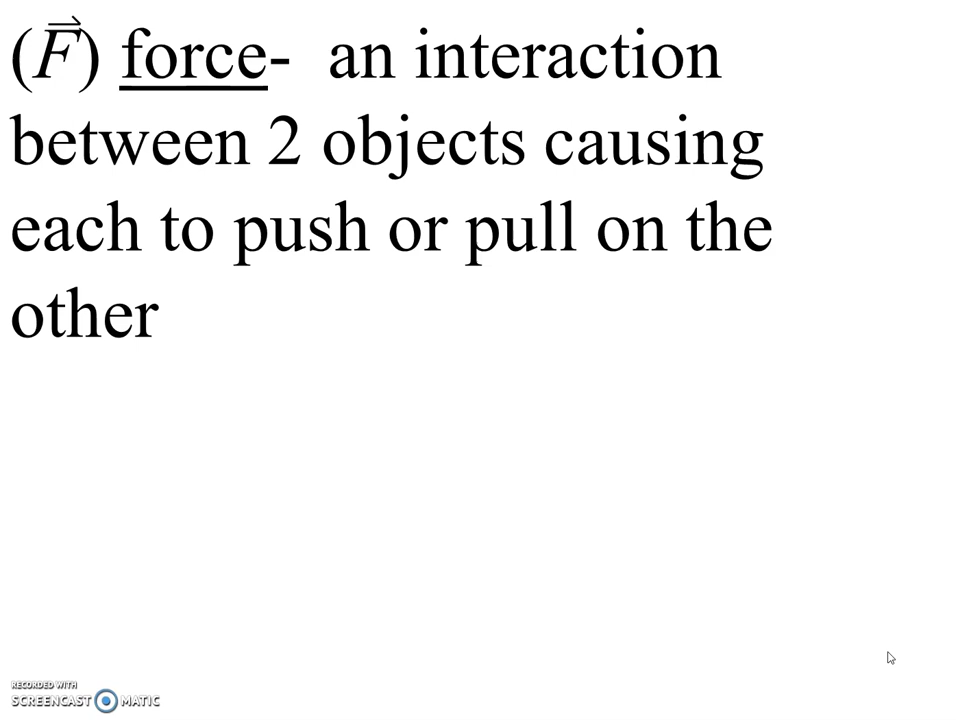 (F⃗) force- an interaction
between 2 objects causing
each to push or pull on the
other
RECORDED WITH
SCREENCAST MATIC